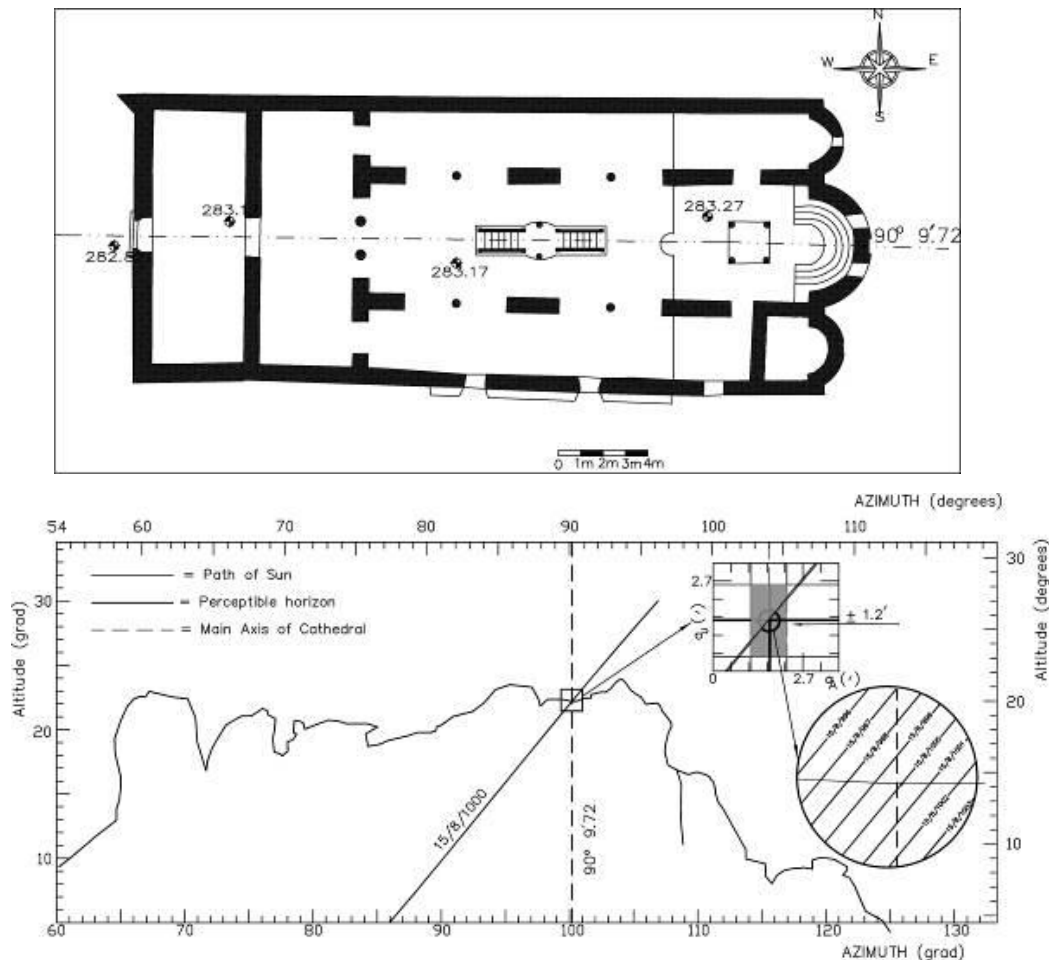 N
W E
S
283.1
283.27
90° 9.'72
282.8
283.17
0 1m 2m 3m 4m
AZIMUTH (degrees)
54 60 70 80 90 100 110
= Path of Sun
= Perceptible horizon
= Main Axis of Cathedral
Altitude (grad)
30
20
10
Altitude (degrees)
30
20
10
2.7
0 2.7
± 1.2'
15/8/1000
90° 9.'72
60 70 80 90 100 110 120 130
AZIMUTH (grad)